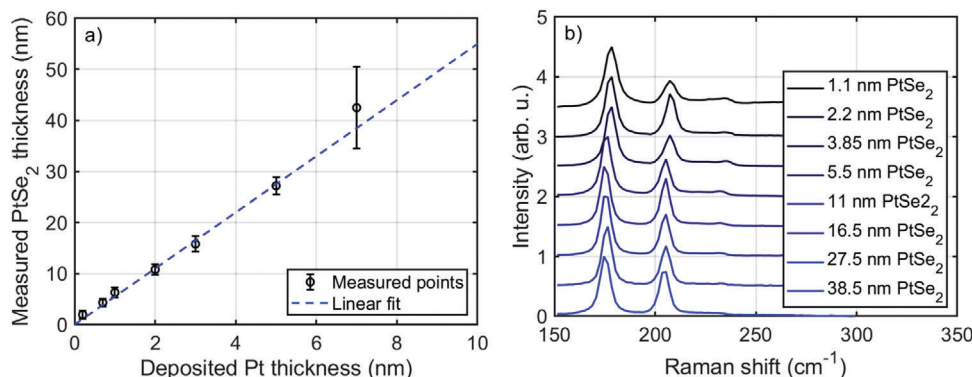 a)
Measured PtSe2 thickness (nm)
60
50
40
30
20
10
0
Measured points
Linear fit
0 2 4 6 8 10
Deposited Pt thickness (nm)
b)
Intensity (arb. u.)
5
4
3
2
1
0
1.1 nm PtSe2
2.2 nm PtSe2
3.85 nm PtSe2
5.5 nm PtSe2
11 nm PtSe22
16.5 nm PtSe2
27.5 nm PtSe2
38.5 nm PtSe2
150 200 250 300 350
Raman shift (cm-1)